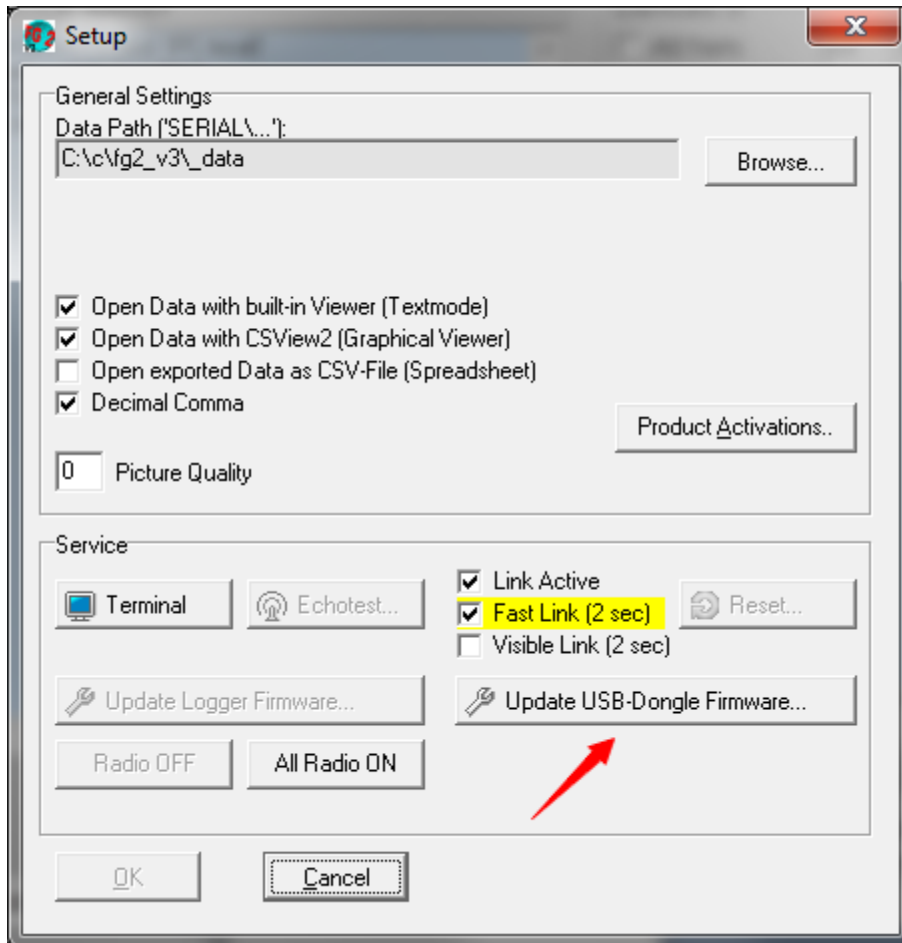 Setup
General Settings
Data Path ('SERIAL\...'):
C:\c\fg2_v3\_data
Browse...
Open Data with built-in Viewer (Textmode)
Open Data with CSView2 (Graphical Viewer)
Open exported Data as CSV-File (Spreadsheet)
Decimal Comma
Product Activations..
0 Picture Quality
Service
Terminal
Echotest...
Link Active
Fast Link (2 sec)
Visible Link (2 sec)
Reset...
Update Logger Firmware...
Update USB-Dongle Firmware...
Radio OFF
All Radio ON
OK
Cancel